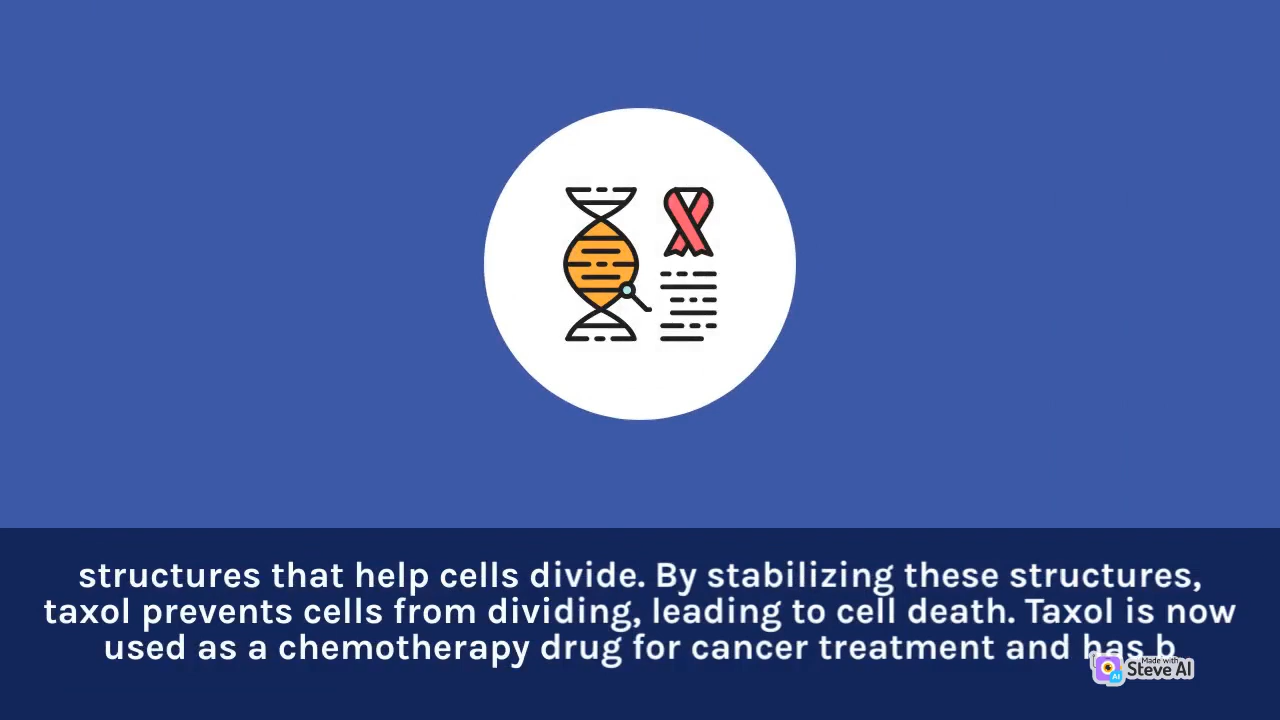 structures that help cells divide. By stabilizing these structures,
taxol prevents cells from dividing, leading to cell death. Taxol is now
used as a chemotherapy drug for cancer treatment and has b
Made with
Steve AI
AI